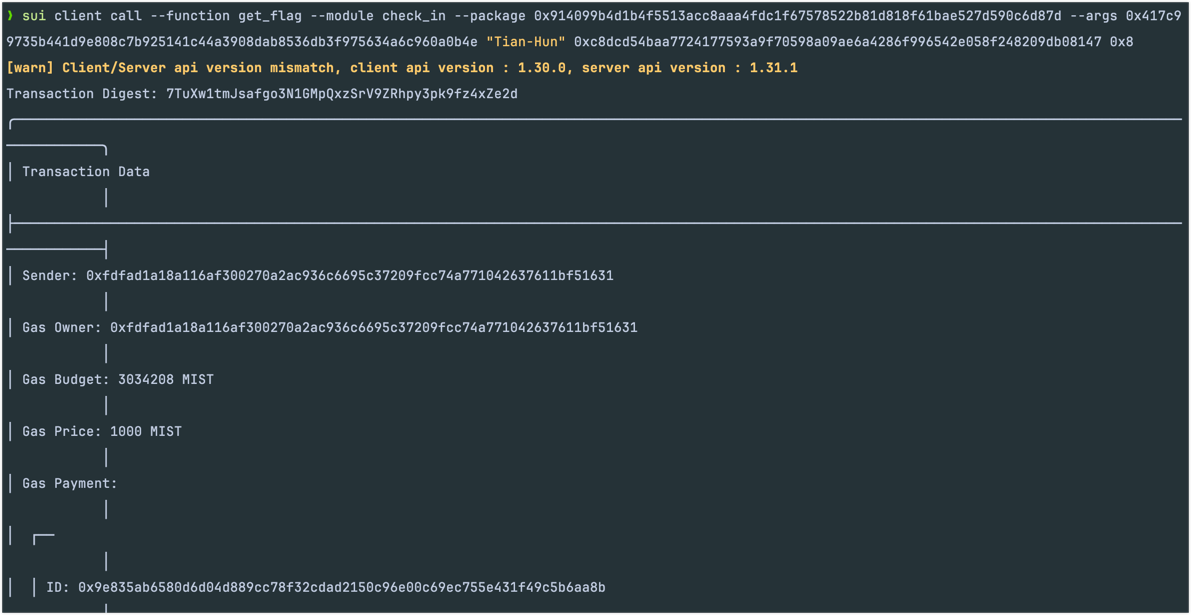 ❯ sui client call --function get_flag --module check_in --package 0x914099b4d1b4f5513acc8aaa4fdc1f67578522b81d818f61bae527d590c6d87d --args 0x417c9
9735b441d9e808c7b925141c44a3908dab8536db3f975634a6c960a0b4e "Tian-Hun" 0xc8dcd54baa7724177593a9f70598a09ae6a4286f996542e058f248209db08147 0x8
[warn] Client/Server api version mismatch, client api version : 1.30.0, server api version : 1.31.1
Transaction Digest: 7TuXw1tmJsafgo3N1GMpQxzSrV9ZRhpy3pk9fz4xZe2d
Transaction Data
Sender: 0xfdfad1a18a116af300270a2ac936c6695c37209fcc74a771042637611bf51631
Gas Owner: 0xfdfad1a18a116af300270a2ac936c6695c37209fcc74a771042637611bf51631
Gas Budget: 3034208 MIST
Gas Price: 1000 MIST
Gas Payment:
ID: 0x9e835ab6580d6d04d889cc78f32cdad2150c96e00c69ec755e431f49c5b6aa8b